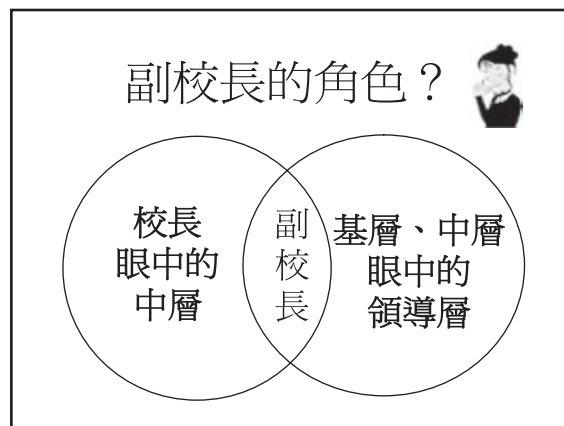 副校長的角色？
校長
眼中的
中層
副校長
基層、中層
眼中的
領導層